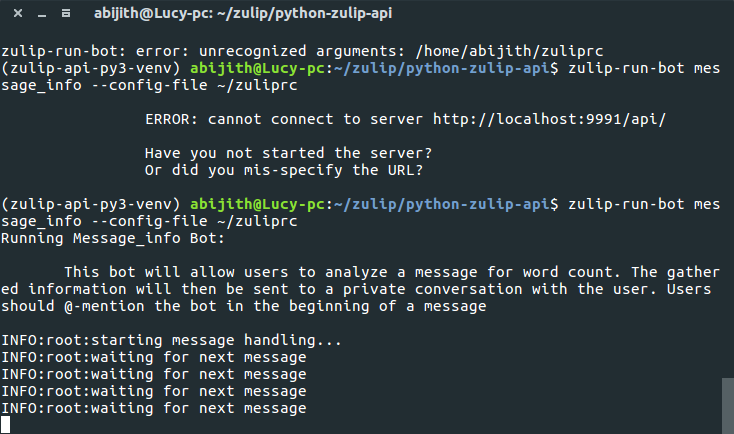 abijith@Lucy-pc: ~/zulip/python-zulip-api
zulip-run-bot: error: unrecognized arguments: /home/abijith/zuliprc
(zulip-api-py3-venv) abijith@Lucy-pc:~/zulip/python-zulip-api$ zulip-run-bot mes
sage_info --config-file ~/zuliprc
ERROR: cannot connect to server http://localhost:9991/api/
Have you not started the server?
Or did you mis-specify the URL?
(zulip-api-py3-venv) abijith@Lucy-pc:~/zulip/python-zulip-api$ zulip-run-bot mes
sage_info --config-file ~/zuliprc
Running Message_info Bot:
This bot will allow users to analyze a message for word count. The gather
ed information will then be sent to a private conversation with the user. Users
should @-mention the bot in the beginning of a message
INFO:root:starting message handling...
INFO:root:waiting for next message
INFO:root:waiting for next message
INFO:root:waiting for next message
INFO:root:waiting for next message